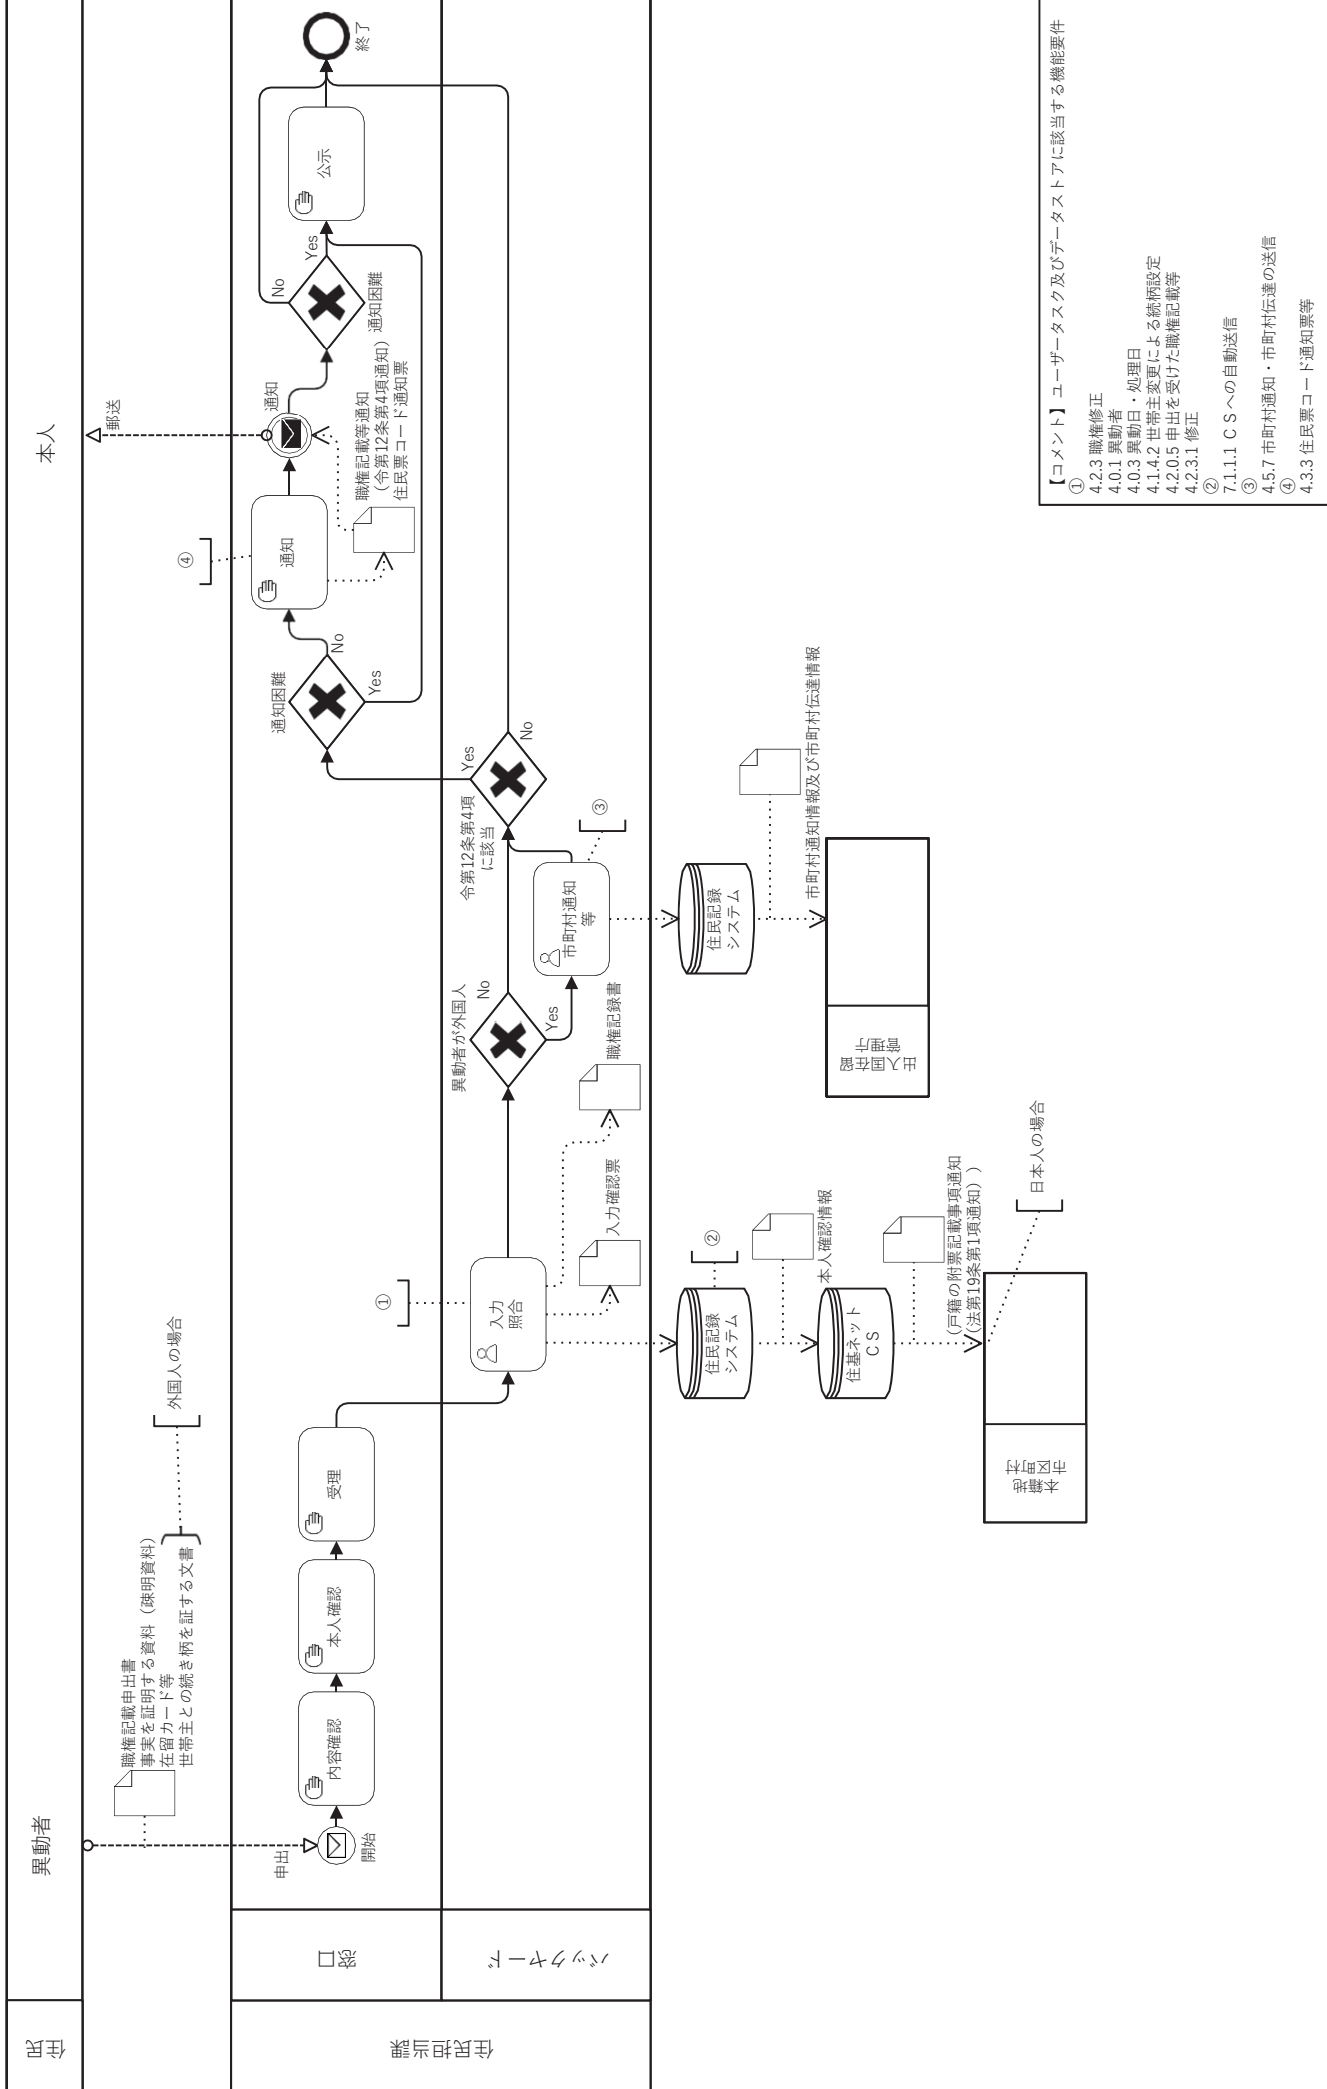 住民
異動者
本人
住民担当課
窓口
バックヤード
職権記載申出書
事実を証明する資料（疎明資料）
在留カード等
世帯主との続き柄を証する文書
外国人の場合
申出
開始
内容確認
本人確認
受理
①
入力
照合
入力確認票
職権記録書
異動者が外国人
No
Yes
市町村通知
等
③
令第12条第4項
に該当
Yes
No
通知困難
No
Yes
④
通知
職権記載等通知
（令第12条第4項通知）
住民票コード通知票
通知
郵送
通知困難
No
Yes
公示
終了
住民記録
システム
②
本人確認情報
住基ネット
ＣＳ
（戸籍の附票記載事項通知
（法第19条第1項通知））
日本人の場合
本籍地
市区町村
住民記録
システム
市町村通知情報及び市町村伝達情報
出入国在留
管理庁
【コメント】ユーザータスク及びデータストアに該当する機能要件
①
4.2.3 職権修正
4.0.1 異動者
4.0.3 異動日・処理日
4.1.4.2 世帯主変更による続柄設定
4.2.0.5 申出を受けた職権記載等
4.2.3.1 修正
②
7.1.1.1 ＣＳへの自動送信
③
4.5.7 市町村通知・市町村伝達の送信
④
4.3.3 住民票コード通知票等